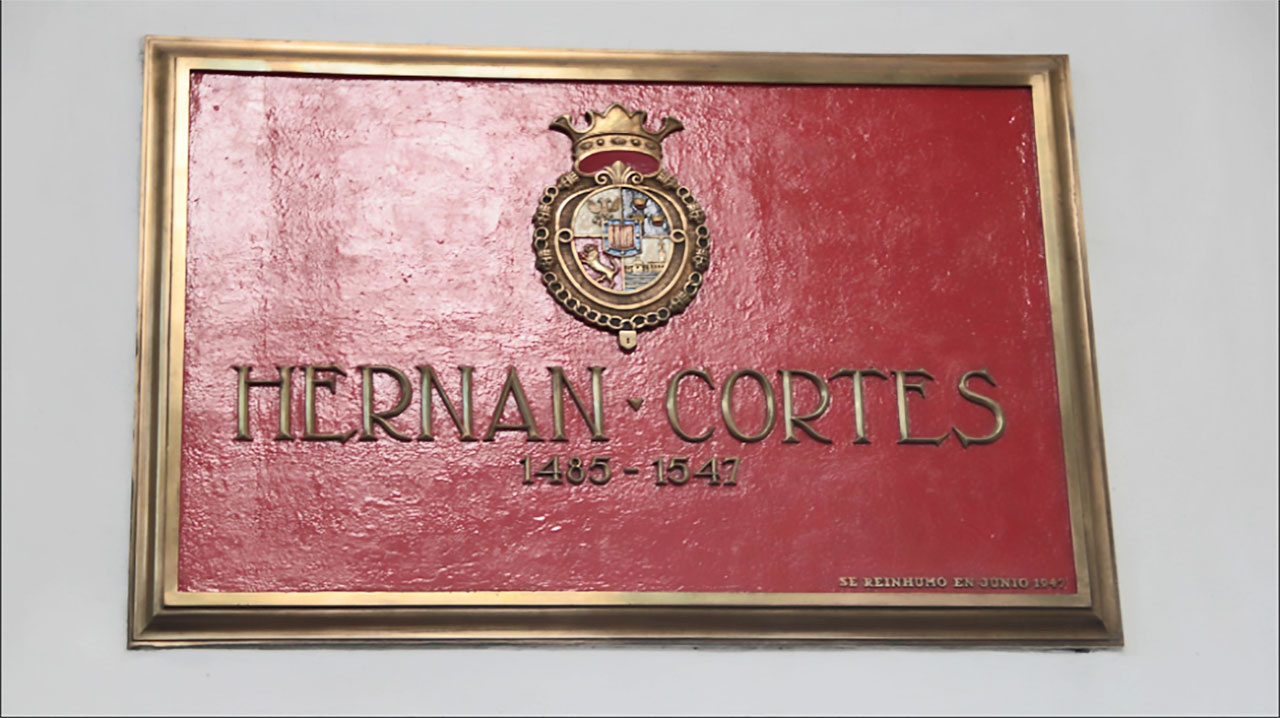 HERNAN ▾ CORTES
1485 - 1547
SE REINHUMO EN JUNIO 1947